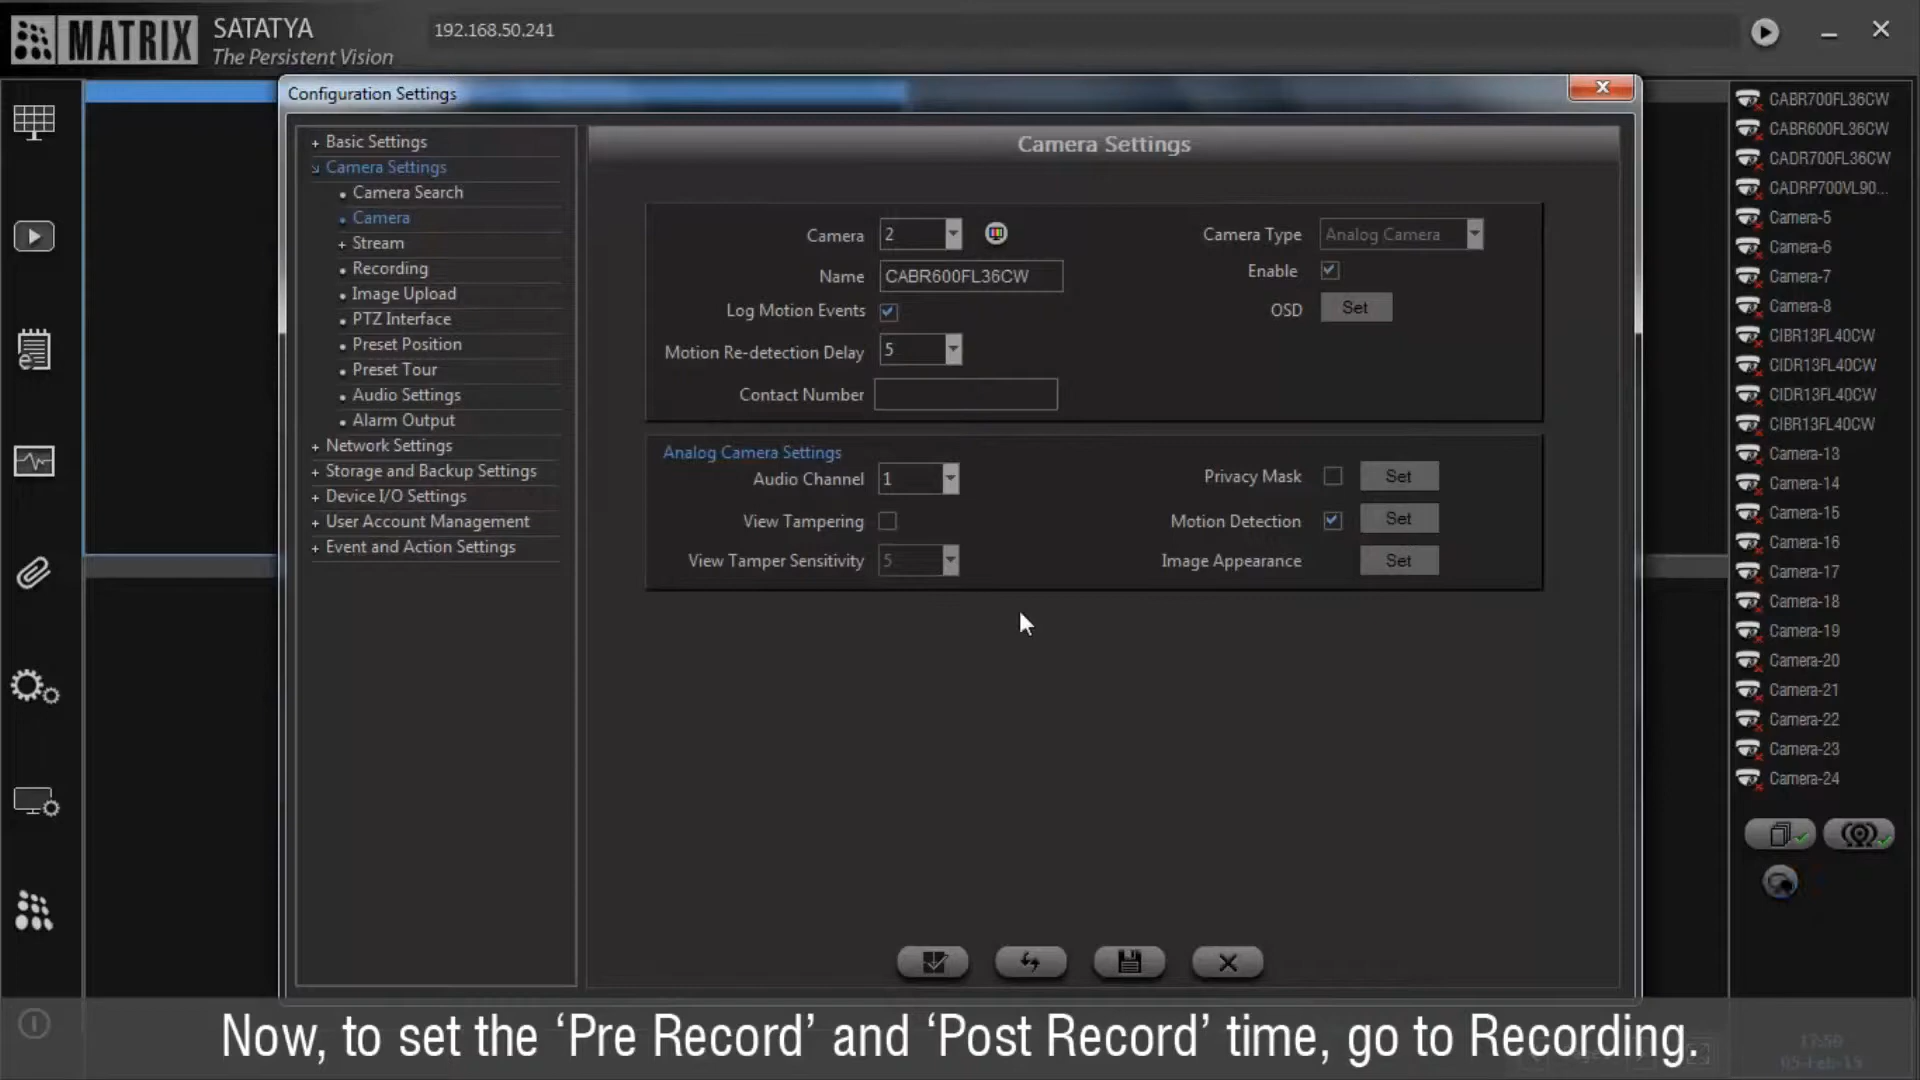 MATRIX
SATATYA
The Persistent Vision
192.168.50.241
Configuration Settings
+ Basic Settings
Camera Settings
Camera Search
Camera
+ Stream
Recording
Image Upload
PTZ Interface
Preset Position
Preset Tour
Audio Settings
Alarm Output
+ Network Settings
+ Storage and Backup Settings
+ Device I/O Settings
+ User Account Management
+ Event and Action Settings
Camera Settings
Camera 2
Camera Type Analog Camera
Name CABR600FL36CW
Enable
Log Motion Events
OSD Set
Motion Re-detection Delay 5
Contact Number
Analog Camera Settings
Audio Channel 1
Privacy Mask Set
View Tampering
Motion Detection Set
View Tamper Sensitivity 5
Image Appearance Set
CABR700FL36CW
CABR600FL36CW
CADR700FL36CW
CADRP700VL90...
Camera-5
Camera-6
Camera-7
Camera-8
CIBR13FL40CW
CIDR13FL40CW
CIDR13FL40CW
CIBR13FL40CW
Camera-13
Camera-14
Camera-15
Camera-16
Camera-17
Camera-18
Camera-19
Camera-20
Camera-21
Camera-22
Camera-23
Camera-24
Now, to set the ‘Pre Record’ and ‘Post Record’ time, go to Recording.